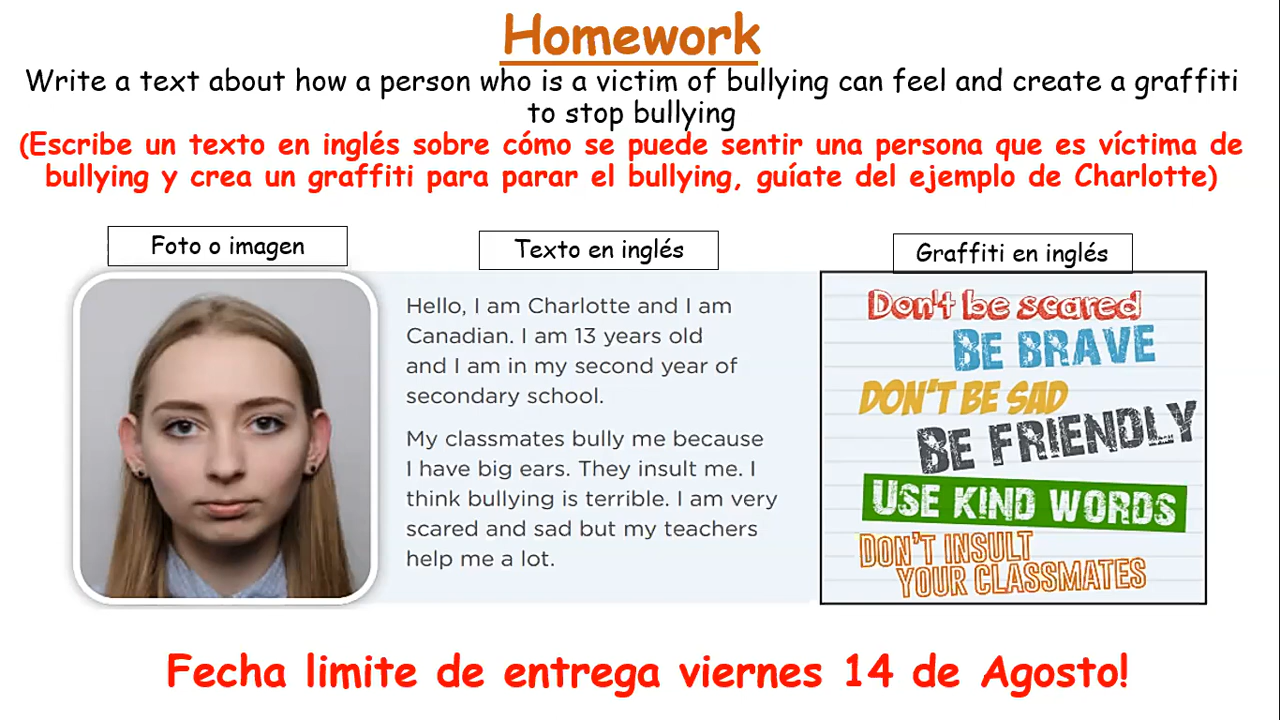 Homework
Write a text about how a person who is a victim of bullying can feel and create a graffiti
to stop bullying
(Escribe un texto en inglés sobre cómo se puede sentir una persona que es víctima de
bullying y crea un graffiti para parar el bullying, guíate del ejemplo de Charlotte)
Foto o imagen
Texto en inglés
Graffiti en inglés
Hello, I am Charlotte and I am
Canadian. I am 13 years old
and I am in my second year of
secondary school.
My classmates bully me because
I have big ears. They insult me. I
think bullying is terrible. I am very
scared and sad but my teachers
help me a lot.
Don't be scared
BE BRAVE
DON'T BE SAD
BE FRIENDLY
USE KIND WORDS
DON'T INSULT
YOUR CLASSMATES
Fecha limite de entrega viernes 14 de Agosto!